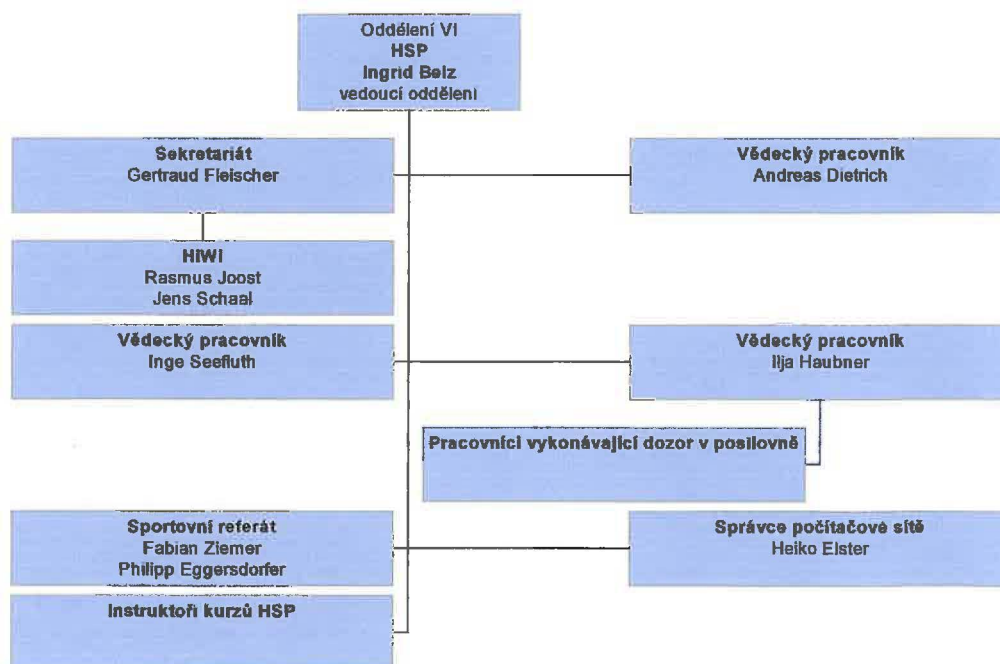 Oddělení VI
HSP
Ingrid Belz
vedoucí oddělení
Sekretariát
Gertraud Fleischer
Vědecký pracovník
Andreas Dietrich
HIWI
Rasmus Joost
Jens Schaal
Vědecký pracovník
Inge Seefluth
Vědecký pracovník
Ilja Haubner
Pracovníci vykonávající dozor v posilovně
Sportovní referát
Fabian Ziemer
Philipp Eggersdorfer
Správce počítačové sítě
Heiko Elster
Instruktoři kurzů HSP